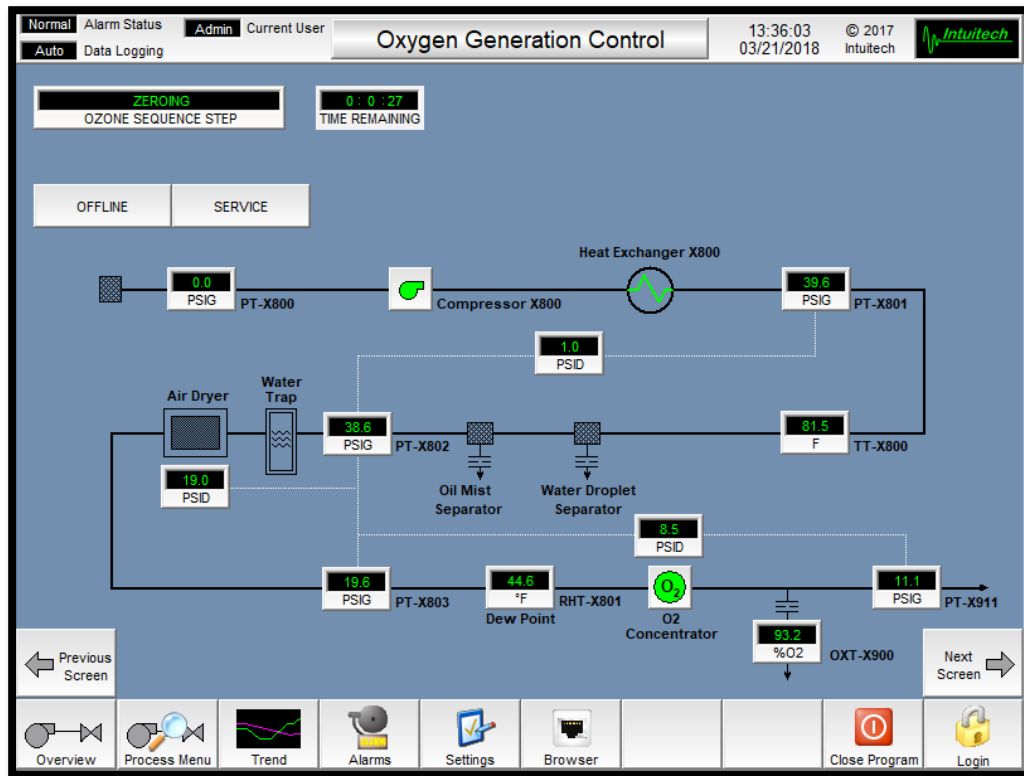 Normal Alarm Status Admin Current User
Auto Data Logging
Oxygen Generation Control
13:36:03
03/21/2018
© 2017
Intuitech
Intuitech
ZEROING
OZONE SEQUENCE STEP
0 : 0 : 27
TIME REMAINING
OFFLINE
SERVICE
Heat Exchanger X800
0.0
PSIG
PT-X800
Compressor X800
39.6
PSIG
PT-X801
1.0
PSID
Air Dryer
Water
Trap
38.6
PSIG
PT-X802
81.5
F
TT-X800
19.0
PSID
Oil Mist
Separator
Water Droplet
Separator
8.5
PSID
19.6
PSIG
PT-X803
44.6
°F
RHT-X801
Dew Point
O2
O2
Concentrator
11.1
PSIG
PT-X911
93.2
%O2
OXT-X900
Previous
Screen
Next
Screen
Overview
Process Menu
Trend
Alarms
Settings
Browser
Close Program
Login